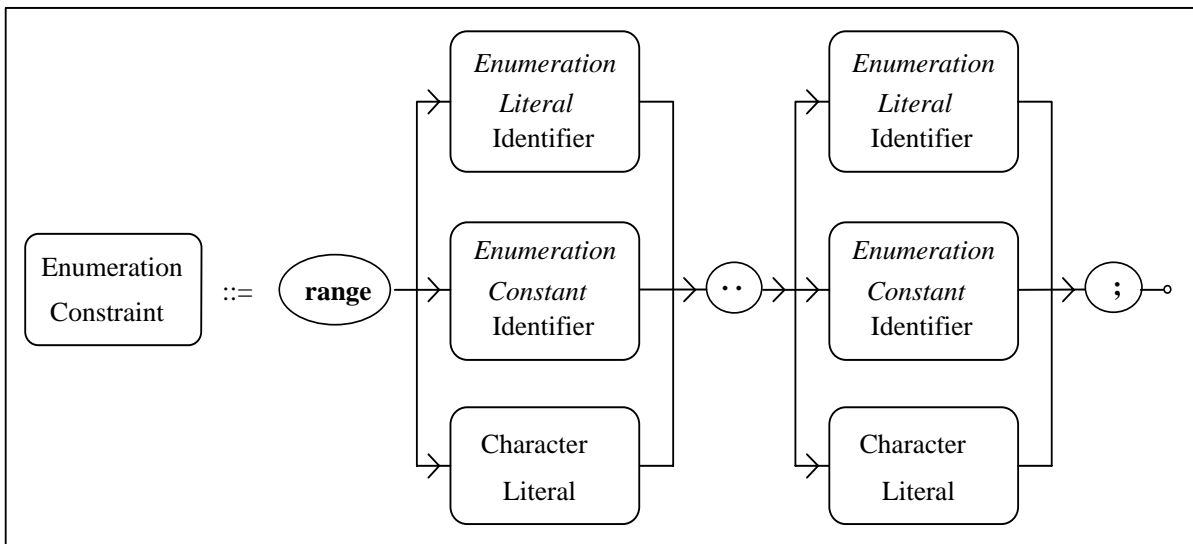 Enumeration
Constraint
::=
range
Enumeration
Literal
Identifier
Enumeration
Constant
Identifier
Character
Literal
..
Enumeration
Literal
Identifier
Enumeration
Constant
Identifier
Character
Literal
;